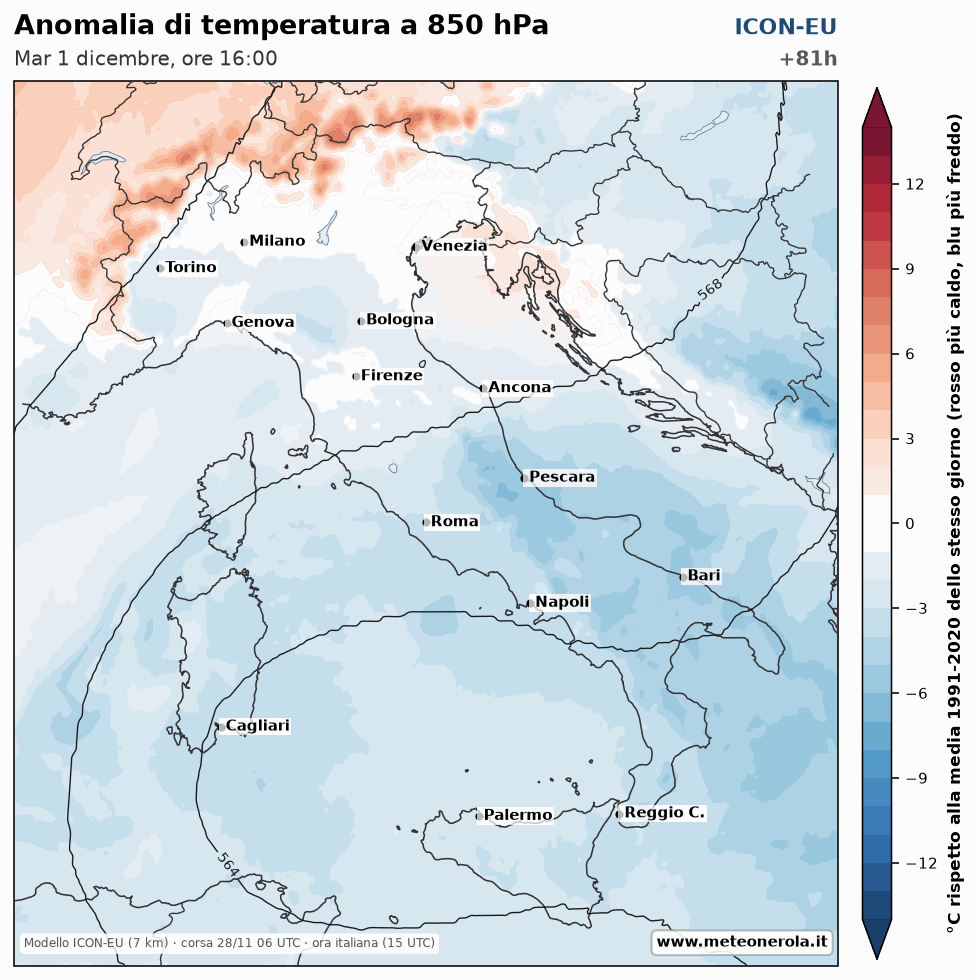 Anomalia di temperatura a 850 hPa
ICON-EU
Mar 1 dicembre, ore 16:00
+81h
Milano
Venezia
Torino
568
Bologna
Genova
Firenze
Ancona
Pescara
Roma
Bari
Napoli
Cagliari
Palermo
Reggio C.
564
12
9
6
3
0
−3
−6
−9
−12
°C rispetto alla media 1991-2020 dello stesso giorno (rosso più caldo, blu più freddo)
Modello ICON-EU (7 km) · corsa 28/11 06 UTC · ora italiana (15 UTC)
www.meteonerola.it